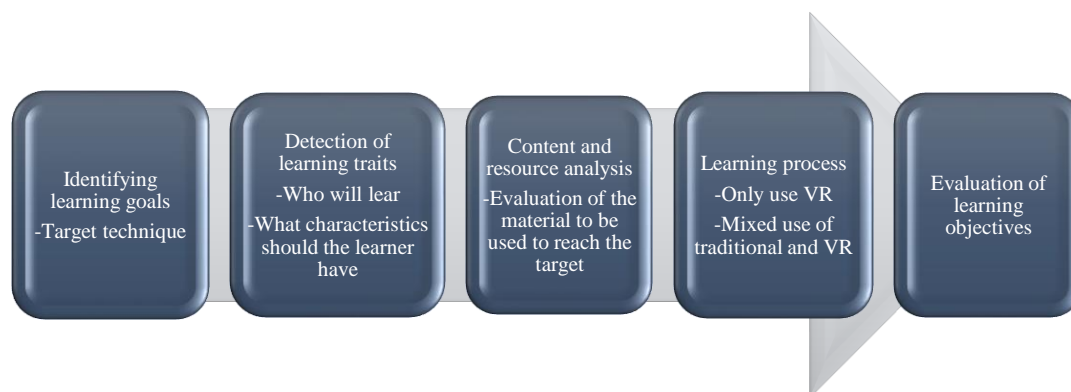 Identifying
learning goals
-Target technique
Detection of
learning traits
-Who will lear
-What characteristics
should the learner
have
Content and
resource analysis
-Evaluation of the
material to be
used to reach the
target
Learning process
-Only use VR
-Mixed use of
traditional and VR
Evaluation of
learning
objectives